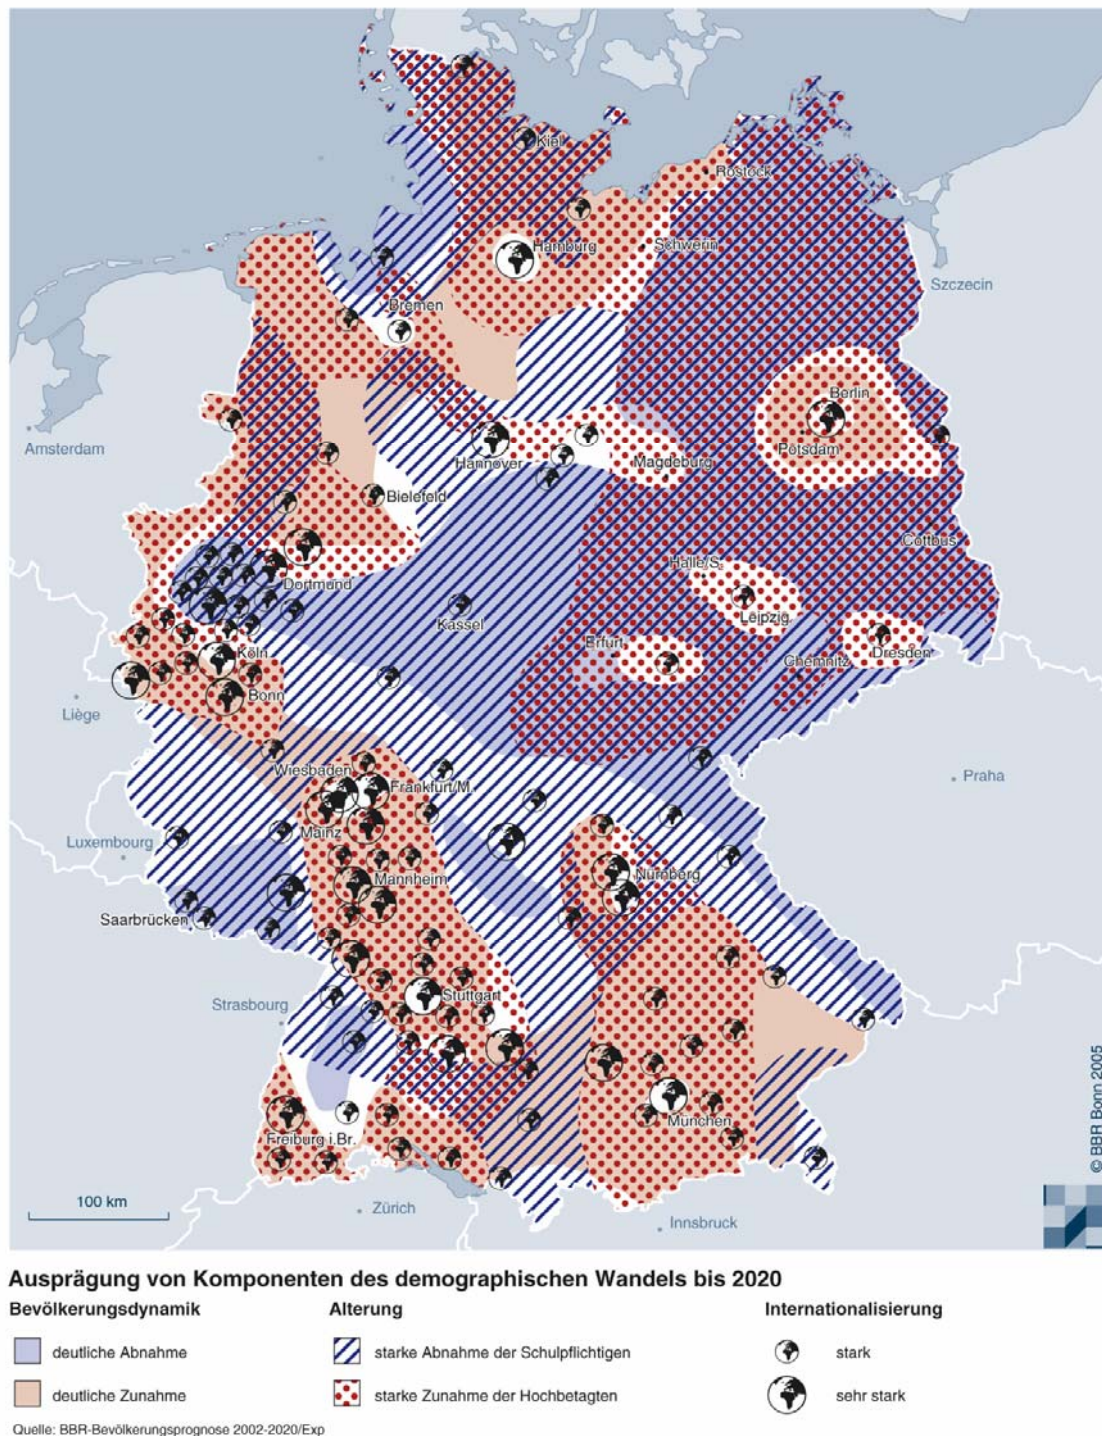 Kiel
Rostock
Hamburg
Schwerin
Szczecin
Bremen
Berlin
Amsterdam
Hannover
Potsdam
Magdeburg
Bielefeld
Cottbus
Halle/S.
Dortmund
Leipzig
Kassel
Erfurt
Dresden
Köln
Chemnitz
Bonn
Liège
Wiesbaden
Praha
Frankfurt/M.
Mainz
Luxembourg
Mannheim
Nürnberg
Saarbrücken
Strasbourg
Stuttgart
München
Freiburg i.Br.
100 km
Zürich
Innsbruck
© BBR Bonn 2005
Ausprägung von Komponenten des demographischen Wandels bis 2020
Bevölkerungsdynamik
deutliche Abnahme
deutliche Zunahme
Alterung
starke Abnahme der Schulpflichtigen
starke Zunahme der Hochbetagten
Internationalisierung
stark
sehr stark
Quelle: BBR-Bevölkerungsprognose 2002-2020/Exp